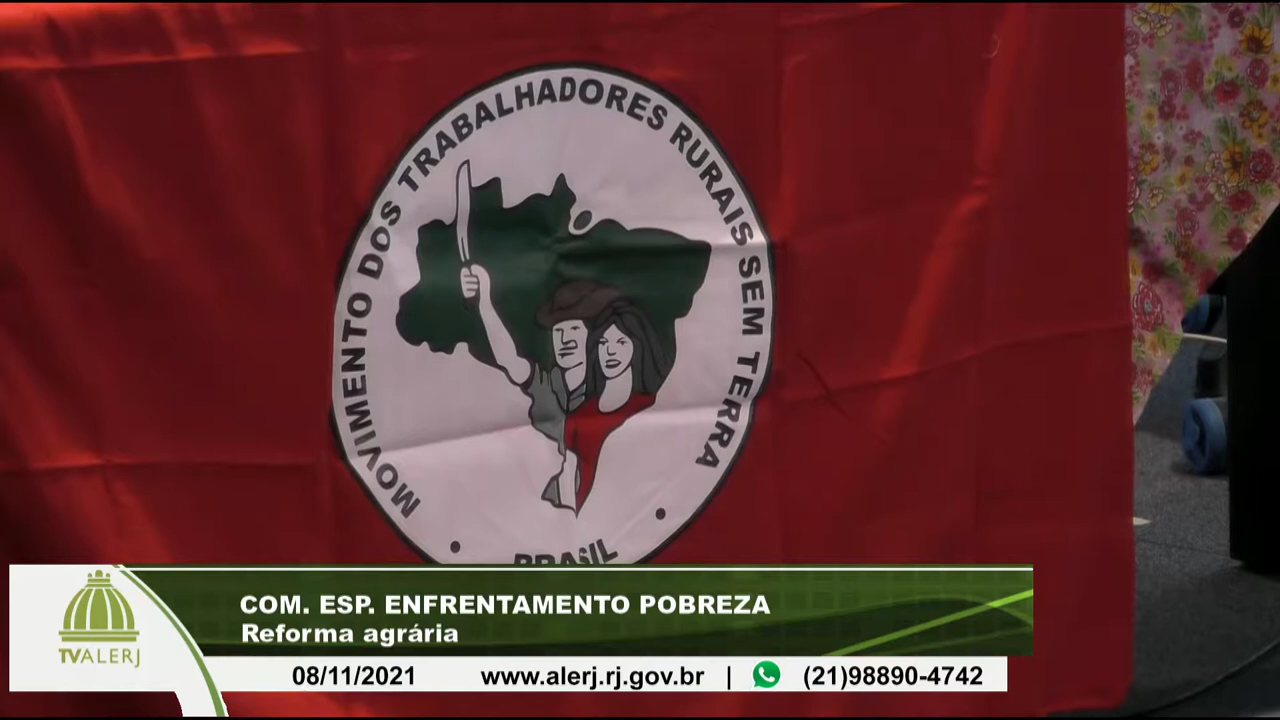 MOVIMENTO DOS TRABALHADORES RURAIS SEM TERRA
BRASIL
COM. ESP. ENFRENTAMENTO POBREZA
Reforma agrária
TVALERJ
08/11/2021 www.alerj.rj.gov.br | (21)98890-4742